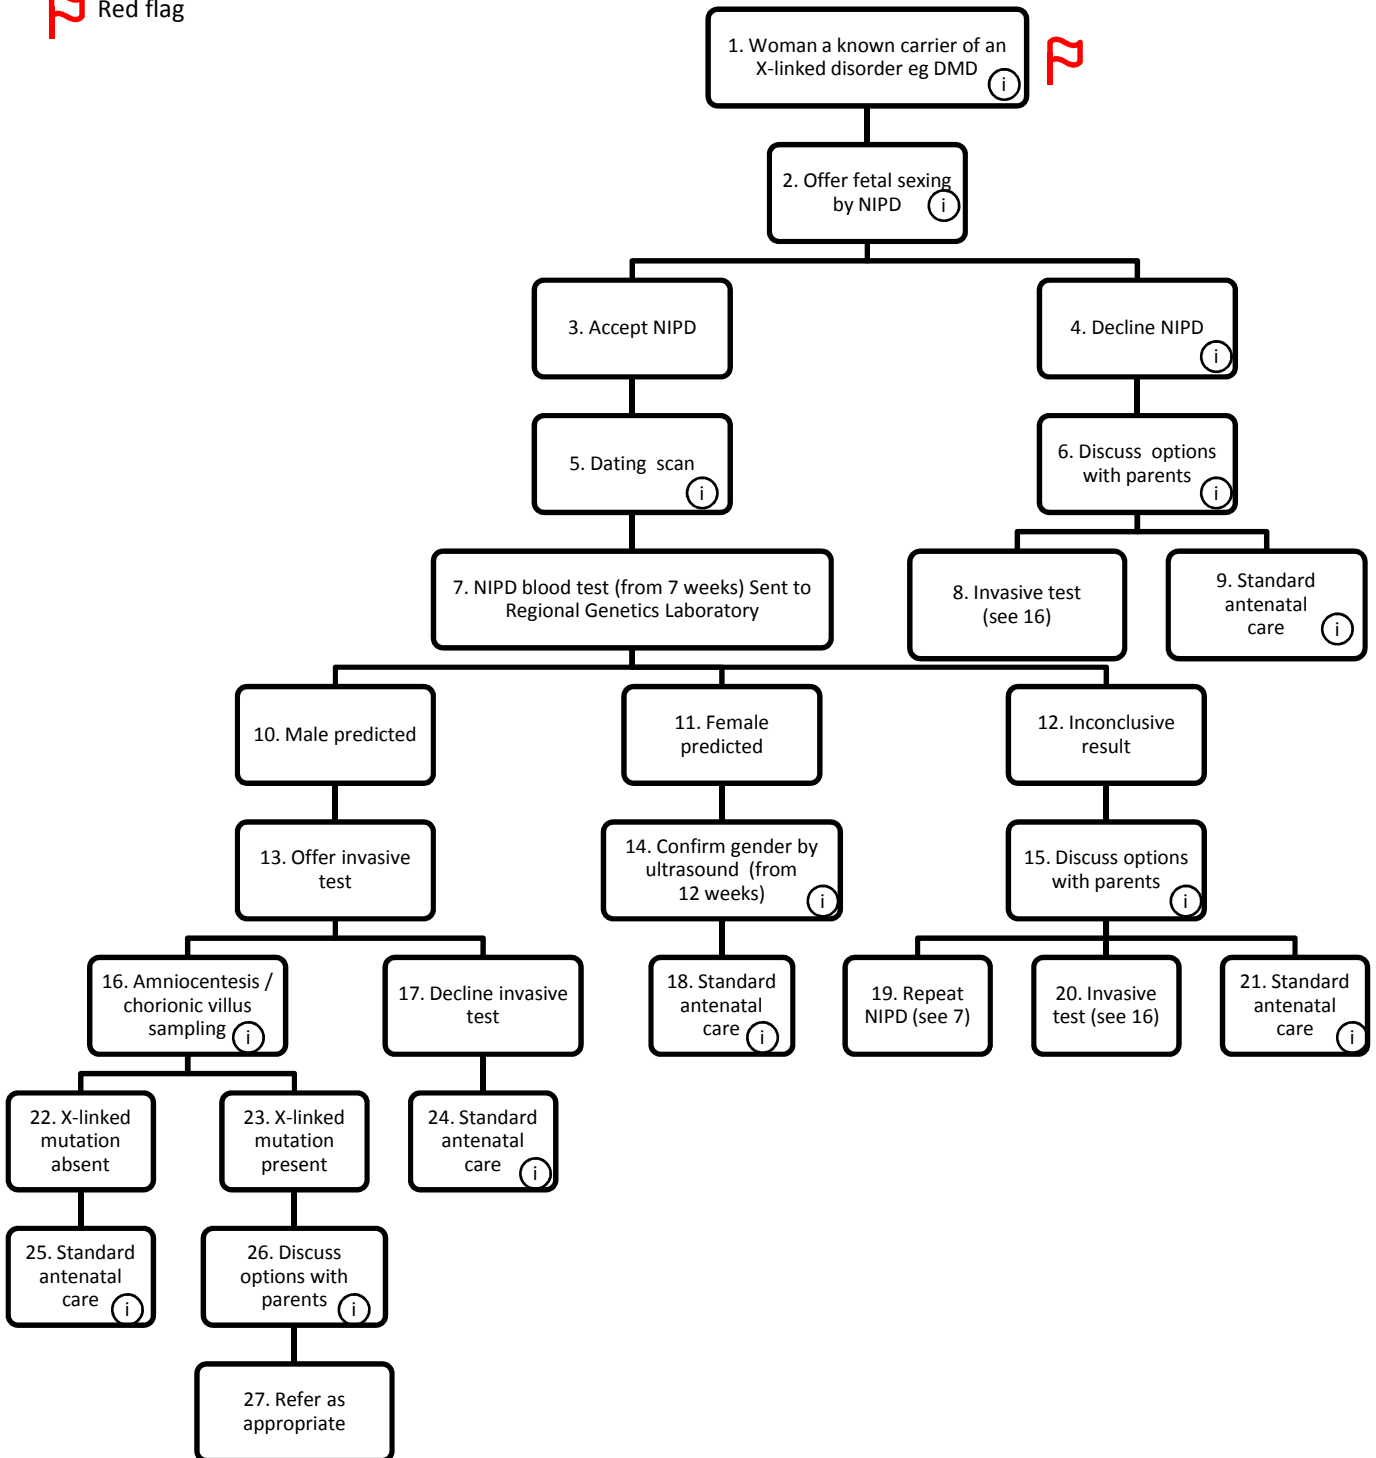 Red flag
1. Woman a known carrier of an
X-linked disorder eg DMD
i
2. Offer fetal sexing
by NIPD
i
3. Accept NIPD
4. Decline NIPD
i
5. Dating scan
i
6. Discuss options
with parents
i
7. NIPD blood test (from 7 weeks) Sent to
Regional Genetics Laboratory
8. Invasive test
(see 16)
9. Standard
antenatal
care
i
10. Male predicted
11. Female
predicted
12. Inconclusive
result
13. Offer invasive
test
14. Confirm gender by
ultrasound (from
12 weeks)
i
15. Discuss options
with parents
i
16. Amniocentesis /
chorionic villus
sampling
i
17. Decline invasive
test
18. Standard
antenatal
care
i
19. Repeat
NIPD (see 7)
20. Invasive
test (see 16)
21. Standard
antenatal
care
i
22. X-linked
mutation
absent
23. X-linked
mutation
present
24. Standard
antenatal
care
i
25. Standard
antenatal
care
i
26. Discuss
options with
parents
i
27. Refer as
appropriate